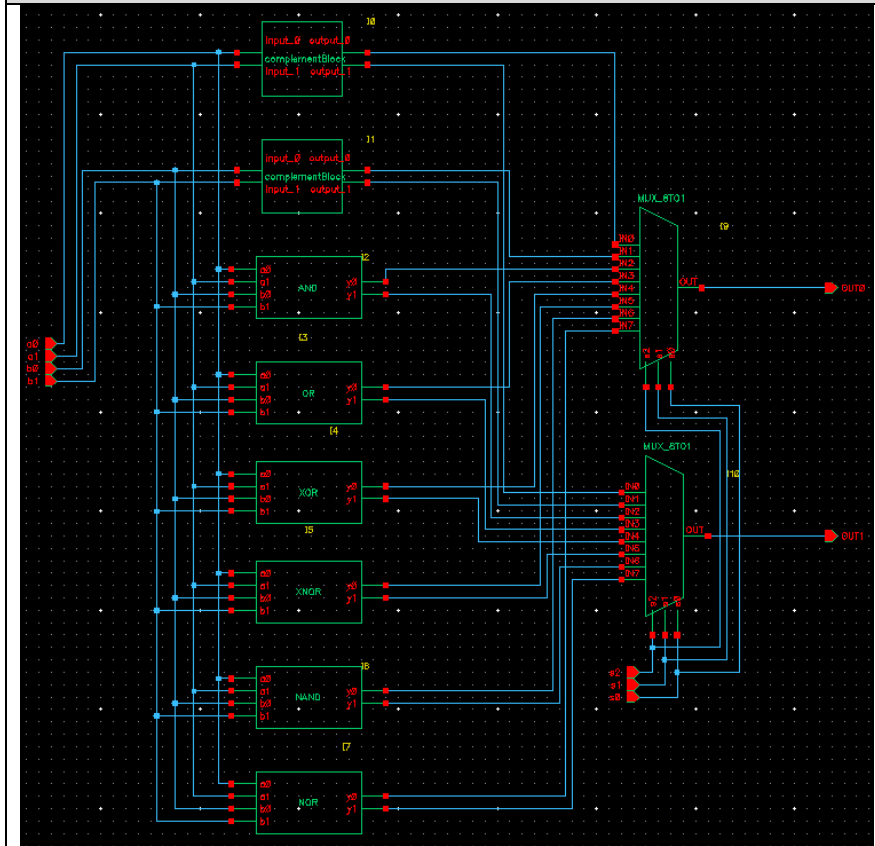 I0
Input_0 output_0
complementBlock
Input_1 output_1
I1
Input_0 output_0
complementBlock
Input_1 output_1
MUX_8TO1
I9
IN0
IN1
IN2
IN3
IN4
IN5
IN6
IN7
OUT
OUT0
I2
a0
a1
b0
b1
AND
y0
y1
I3
a0
a1
b0
b1
a0
a1
b0
b1
OR
y0
y1
I4
MUX_8TO1
I10
IN0
IN1
IN2
IN3
IN4
IN5
IN6
IN7
OUT
OUT1
a0
a1
b0
b1
XOR
y0
y1
I5
a0
a1
b0
b1
XNOR
y0
y1
I6
a0
a1
b0
b1
NAND
y0
y1
I7
a0
a1
b0
b1
NOR
y0
y1